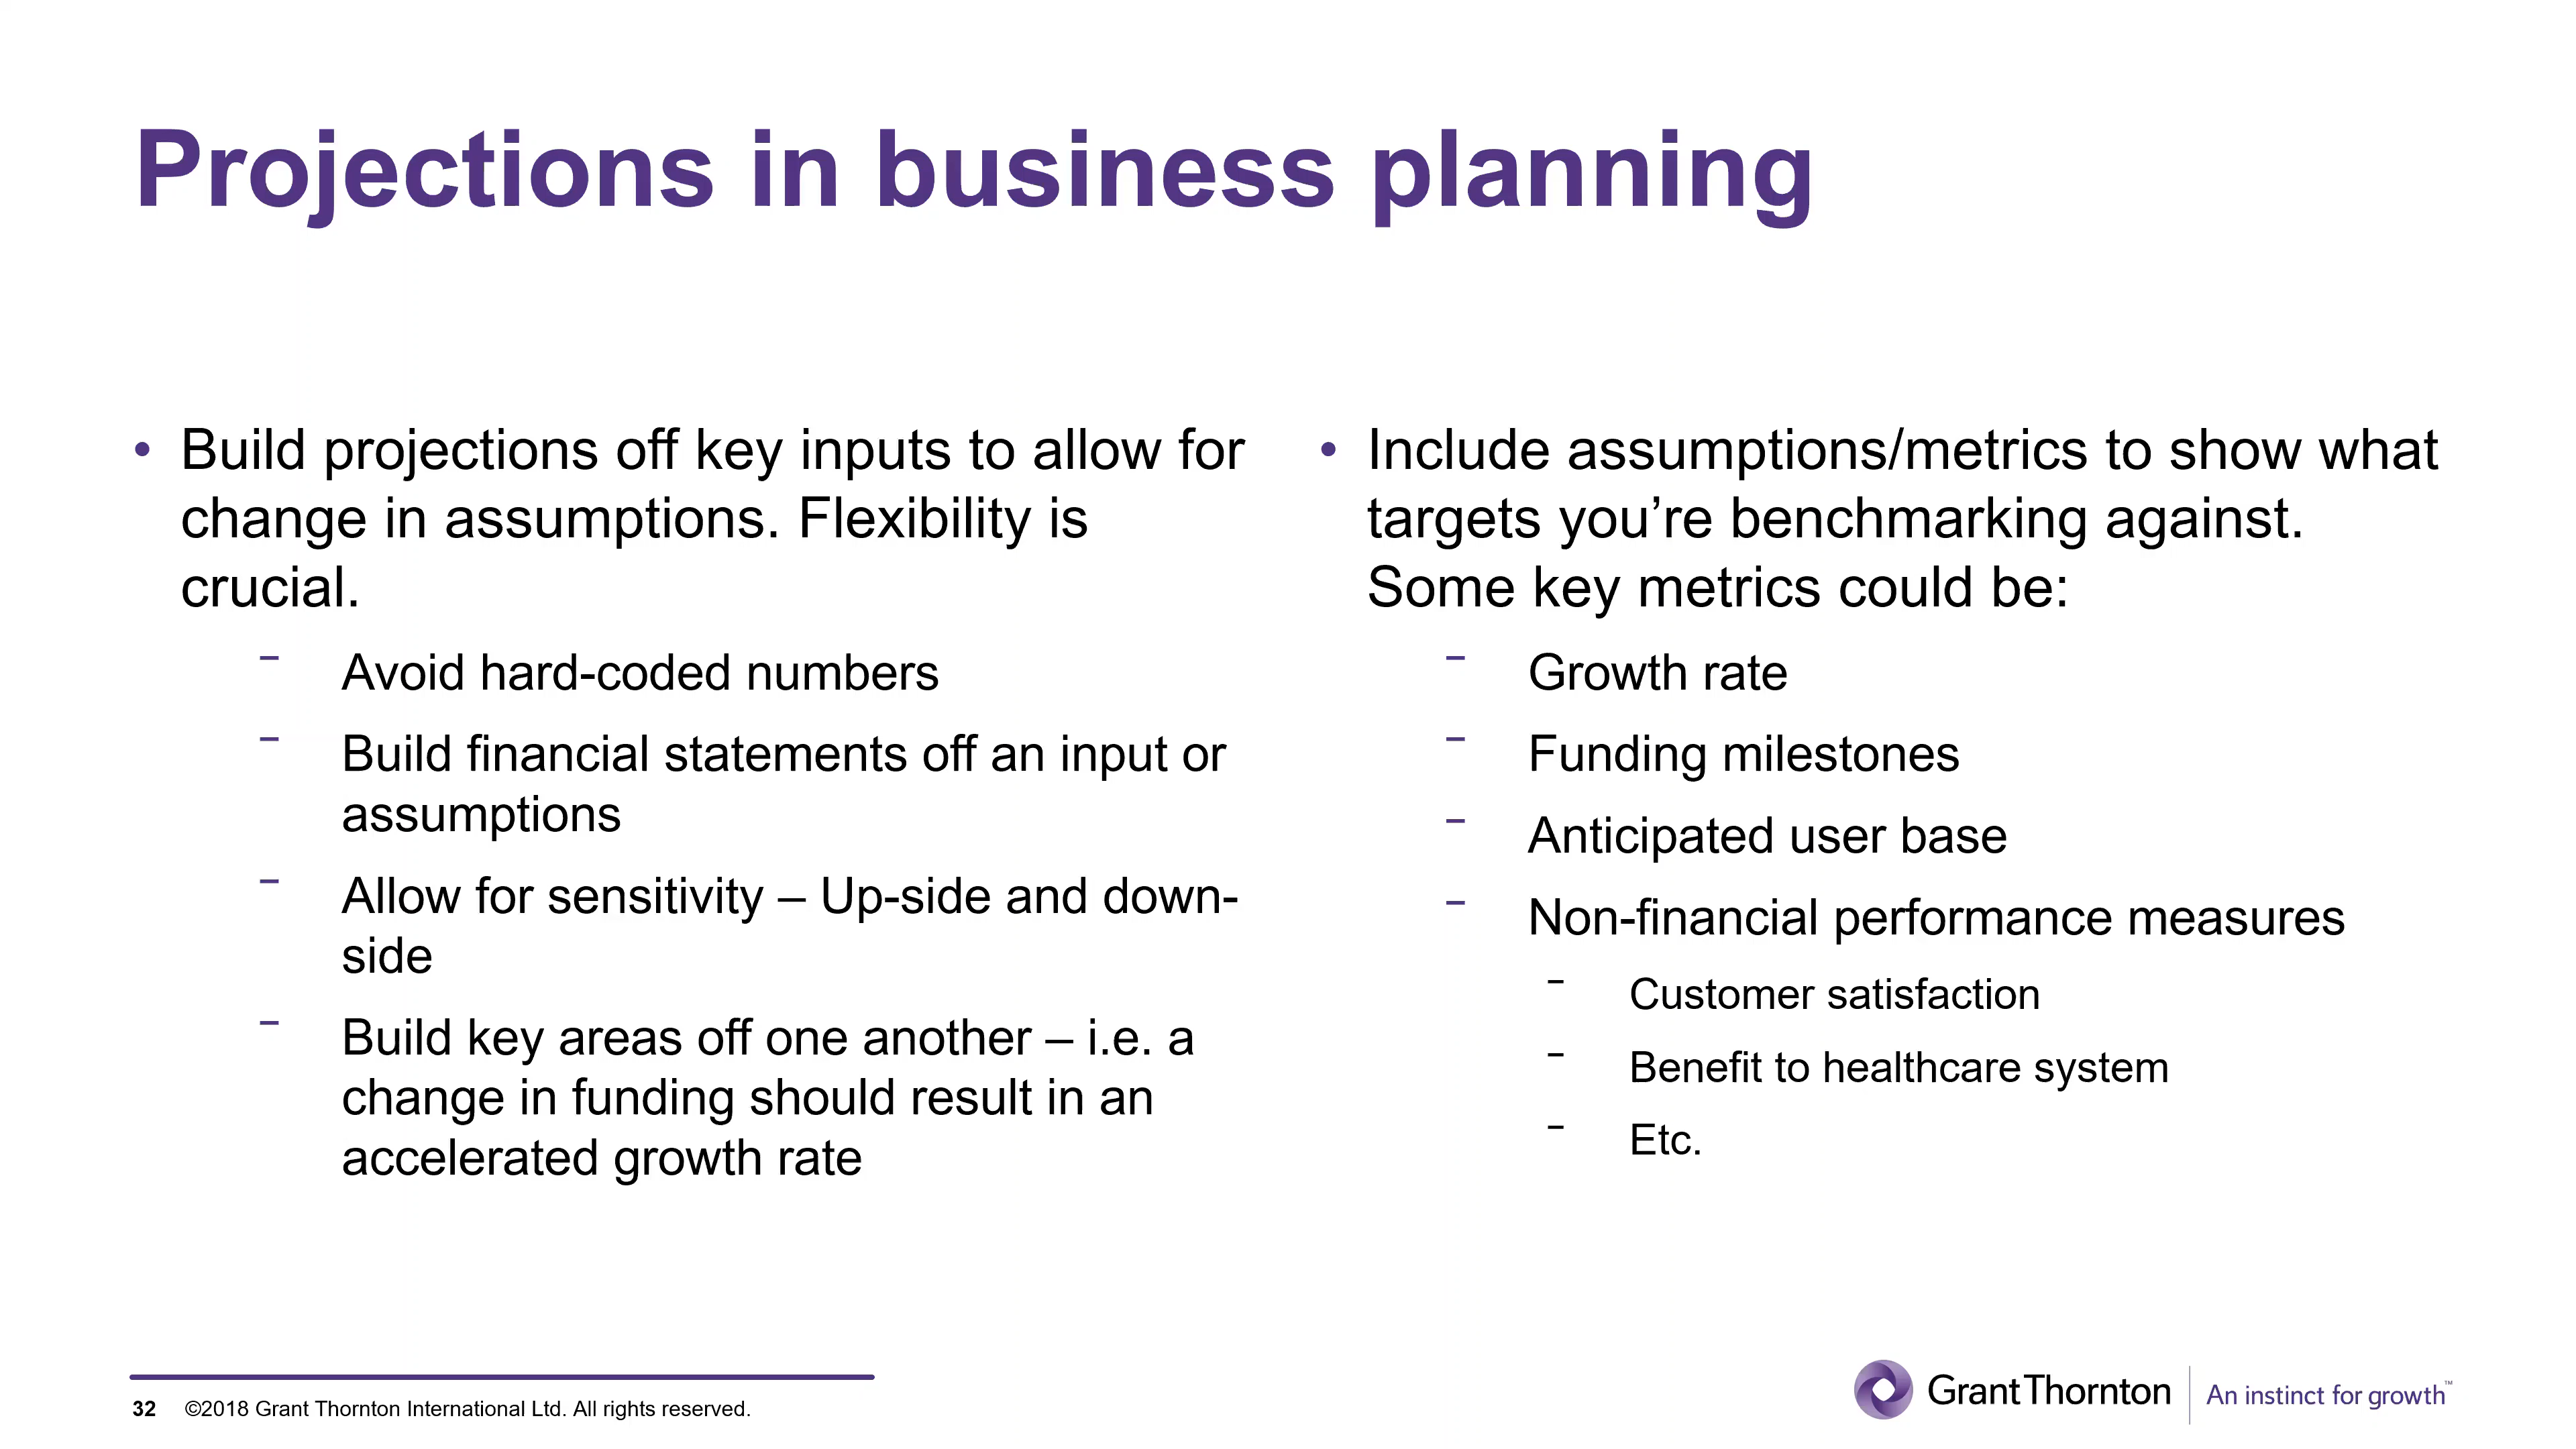 Projections in business planning
• Build projections off key inputs to allow for
change in assumptions. Flexibility is
crucial.
– Avoid hard-coded numbers
– Build financial statements off an input or
assumptions
– Allow for sensitivity – Up-side and down-
side
– Build key areas off one another – i.e. a
change in funding should result in an
accelerated growth rate
• Include assumptions/metrics to show what
targets you’re benchmarking against.
Some key metrics could be:
– Growth rate
– Funding milestones
– Anticipated user base
– Non-financial performance measures
– Customer satisfaction
– Benefit to healthcare system
– Etc.
32 ©2018 Grant Thornton International Ltd. All rights reserved.
Grant Thornton An instinct for growth™